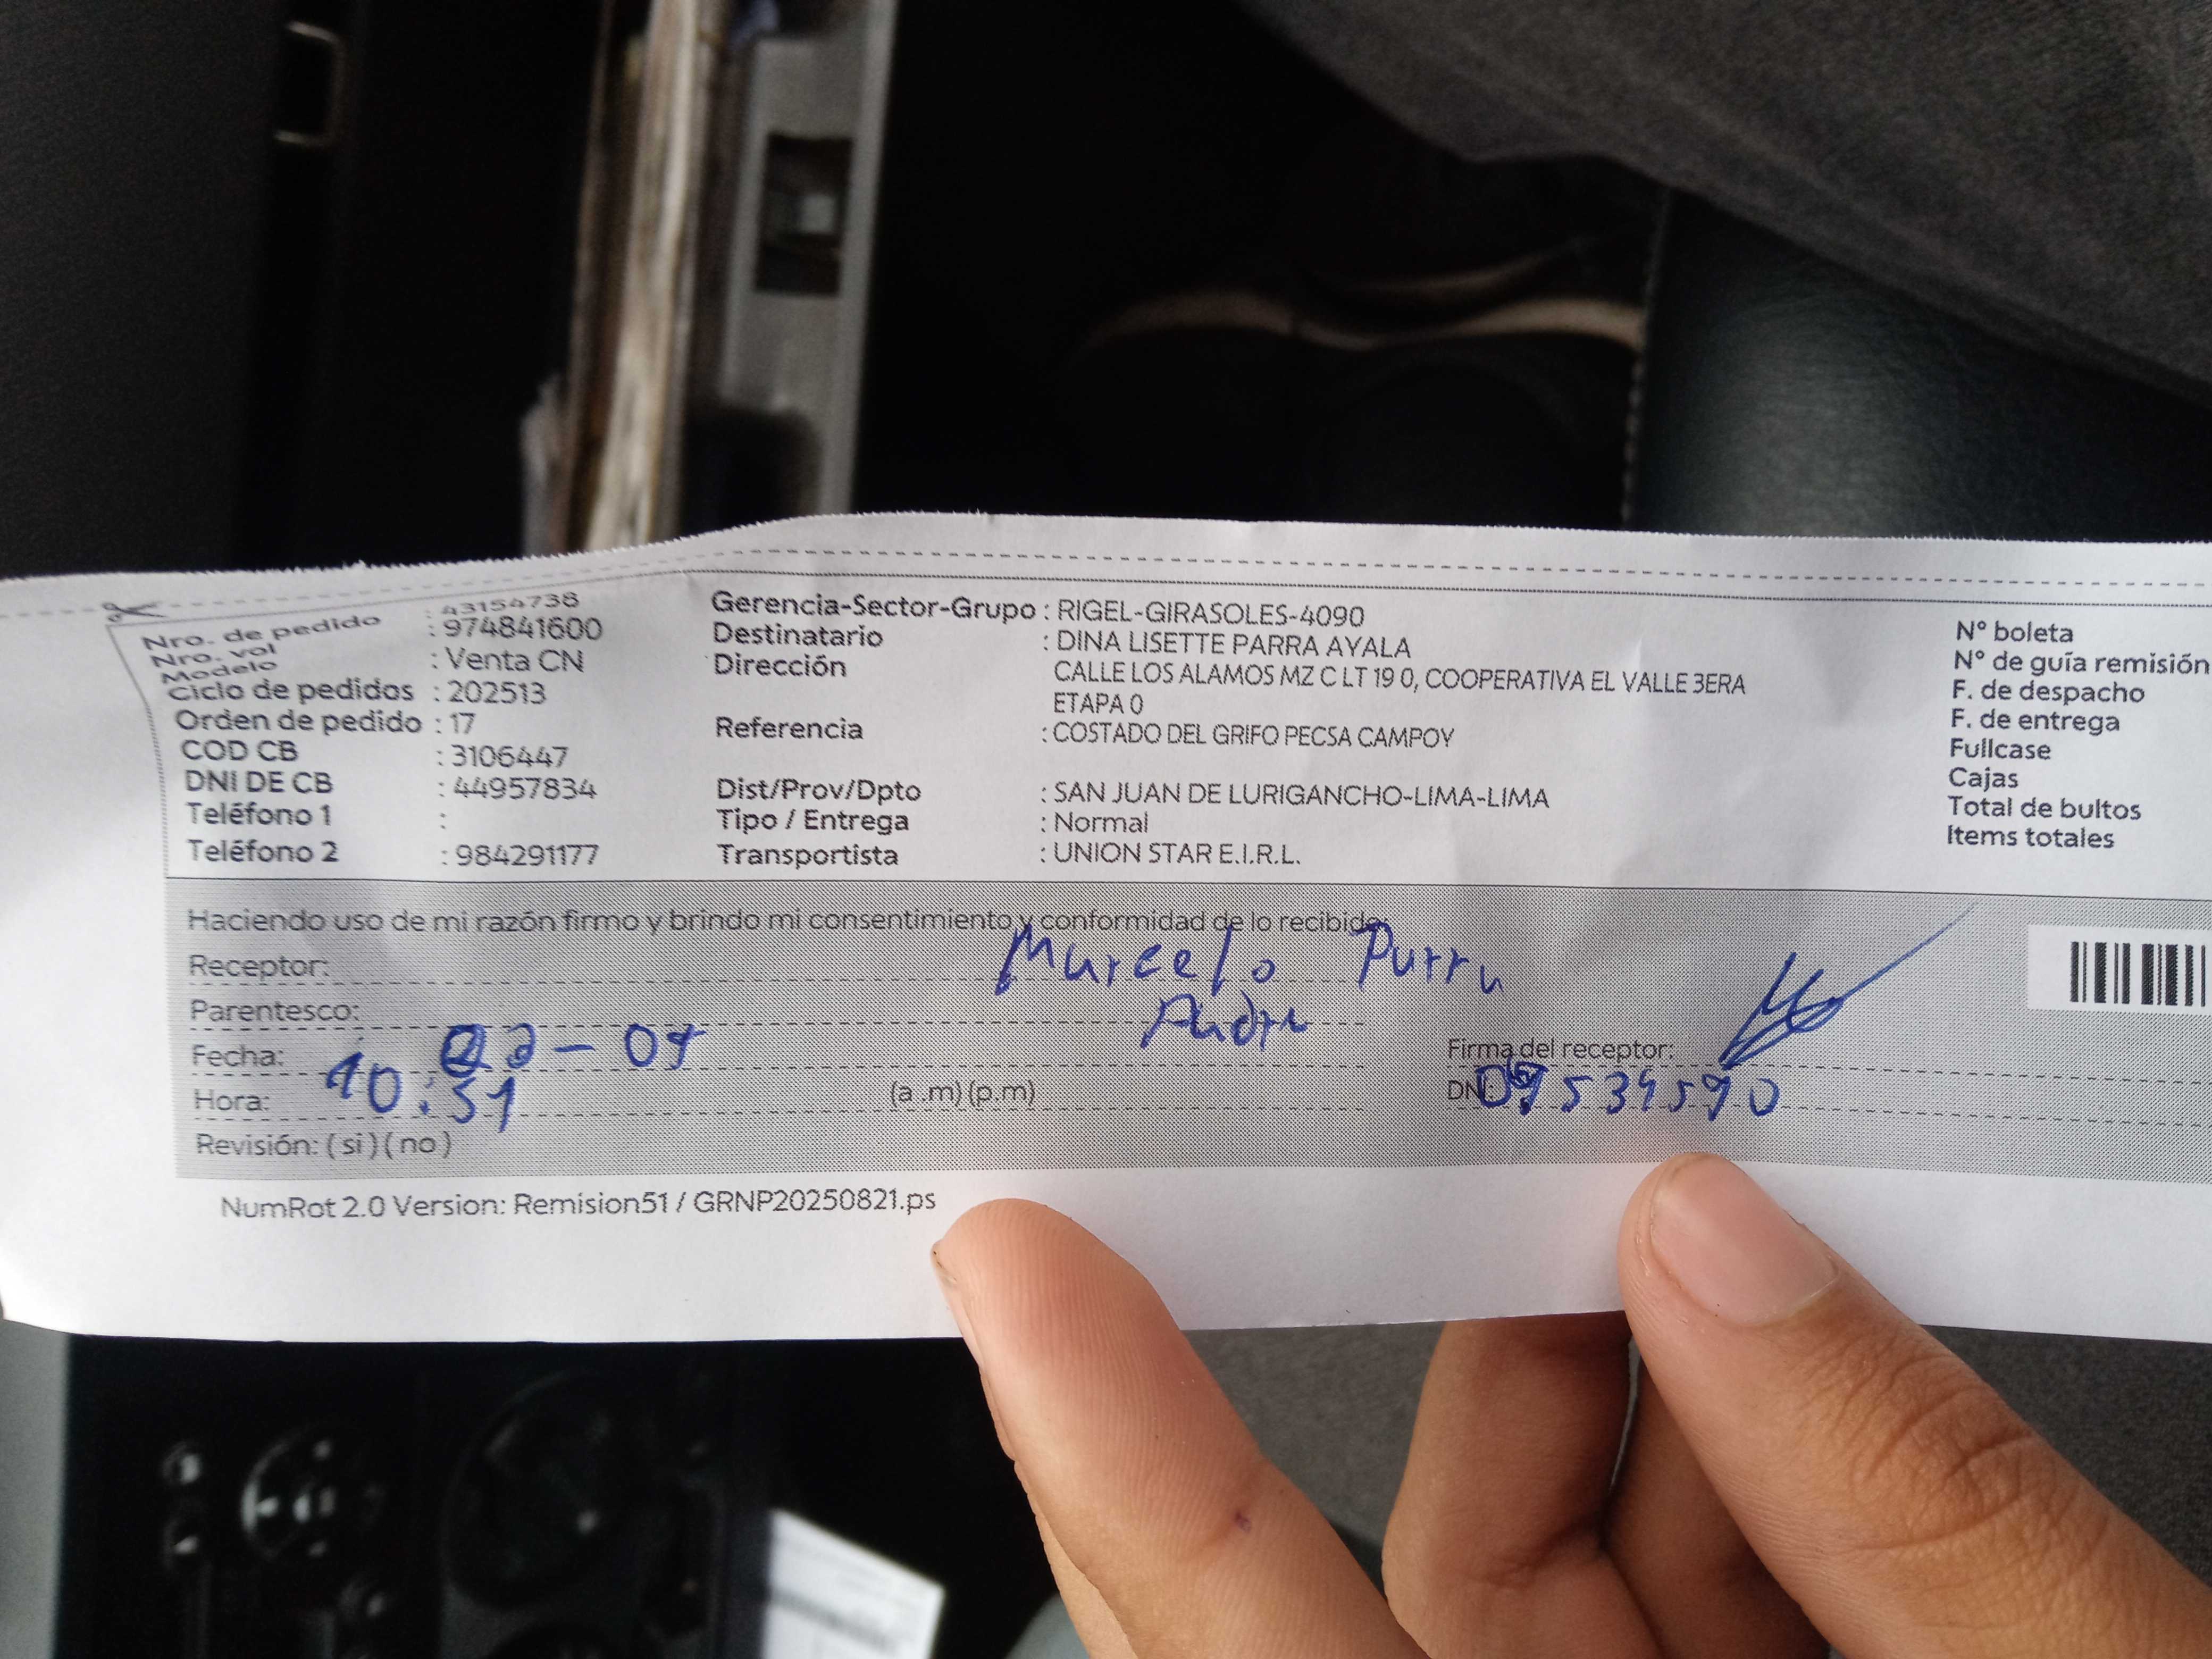 Nro. de pedido : 43154738
Nro. vol : 974841600
Modelo : Venta CN
Ciclo de pedidos : 202513
Orden de pedido : 17
COD CB : 3106447
DNI DE CB : 44957834
Teléfono 1 :
Teléfono 2 : 984291177
Gerencia-Sector-Grupo : RIGEL-GIRASOLES-4090
Destinatario : DINA LISETTE PARRA AYALA
Dirección CALLE LOS ALAMOS MZ C LT 19 0, COOPERATIVA EL VALLE 3ERA
ETAPA 0
Referencia : COSTADO DEL GRIFO PECSA CAMPOY
Dist/Prov/Dpto : SAN JUAN DE LURIGANCHO-LIMA-LIMA
Tipo / Entrega : Normal
Transportista : UNION STAR E.I.R.L.
N° boleta
N° de guía remisión
F. de despacho
F. de entrega
Fullcase
Cajas
Total de bultos
Items totales
Haciendo uso de mi razón firmo y brindo mi consentimiento y conformidad de lo recibido:
Receptor: Marcelo Parra
Parentesco:
Fecha:
Hora: 10:51 (a .m) (p.m)
Firma del receptor:
DNI:
Revisión: ( si ) ( no )
NumRot 2.0 Version: Remision51 / GRNP20250821.ps